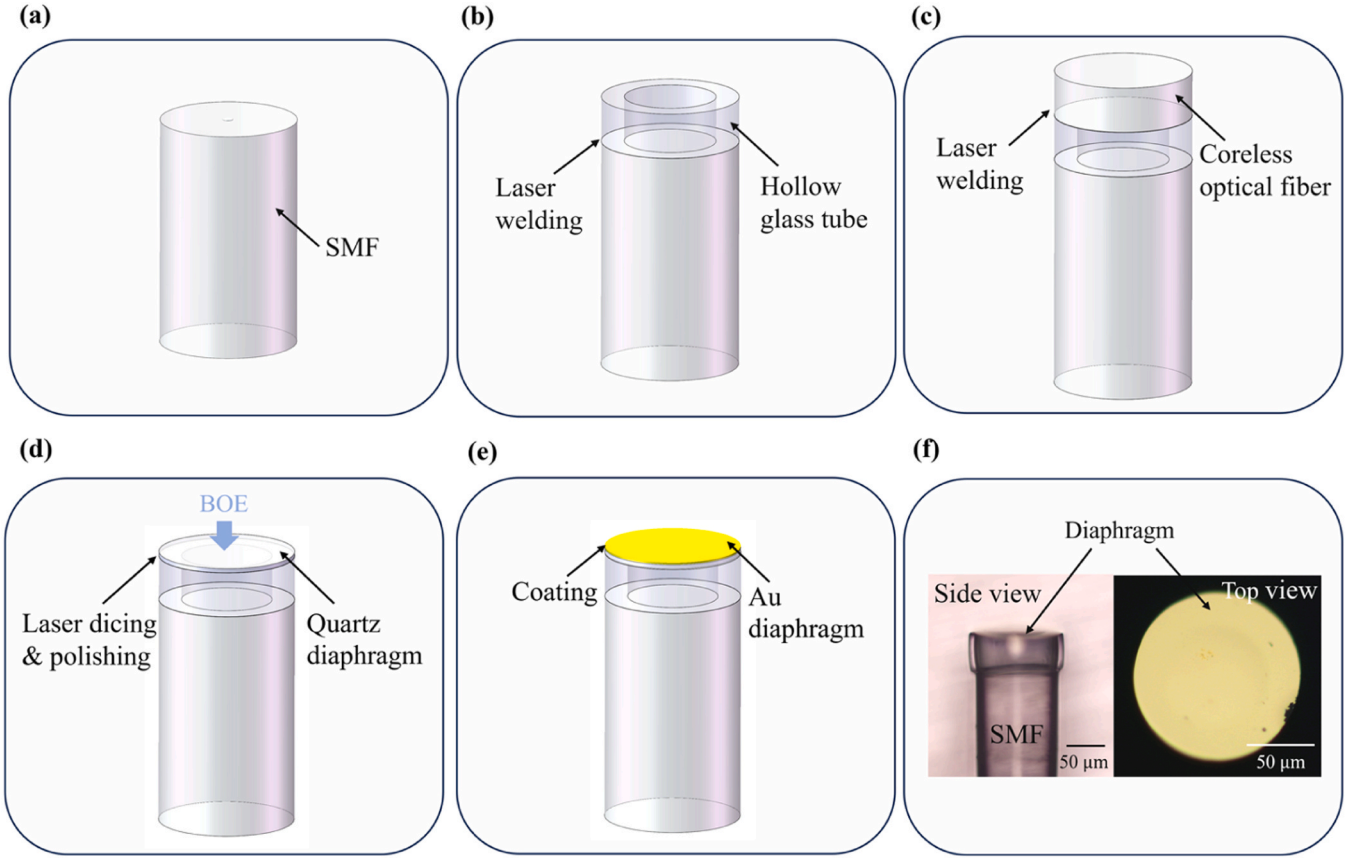 (a)
SMF
(b)
Laser
welding
Hollow
glass tube
(c)
Laser
welding
Coreless
optical fiber
(d)
BOE
Laser dicing
& polishing
Quartz
diaphragm
(e)
Coating
Au
diaphragm
(f)
Diaphragm
Side view
Top view
SMF
50 μm
50 μm